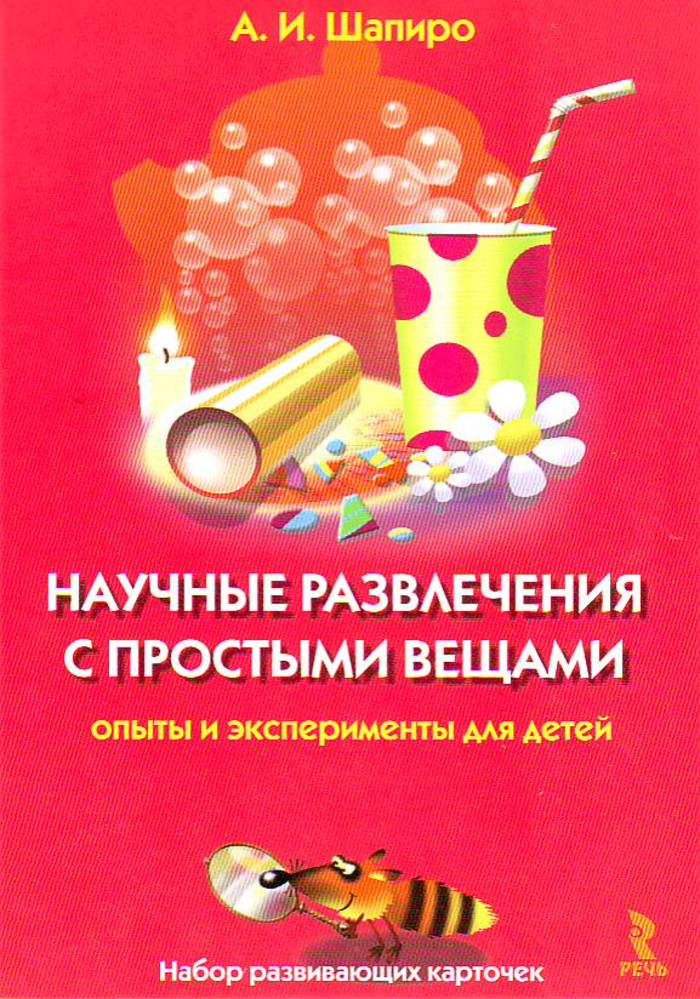 А. И. Шапиро
НАУЧНЫЕ РАЗВЛЕЧЕНИЯ
С ПРОСТЫМИ ВЕЩАМИ
опыты и эксперименты для детей
Набор развивающих карточек
РЕЧЬ